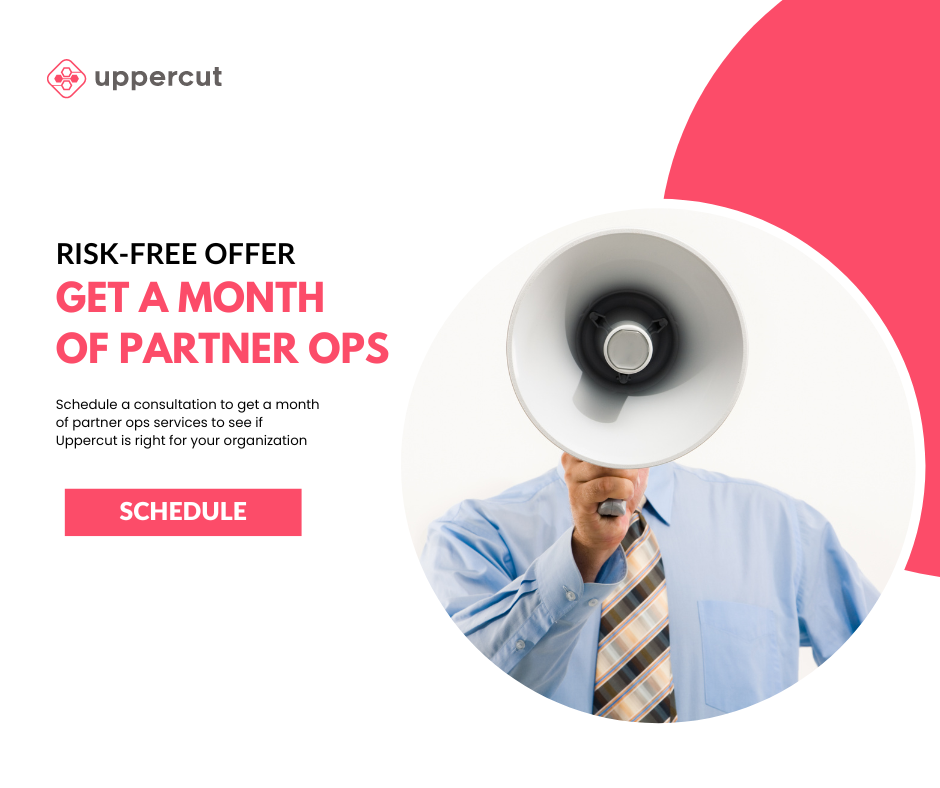 uppercut
RISK-FREE OFFER
GET A MONTH
OF PARTNER OPS
Schedule a consultation to get a month
of partner ops services to see if
Uppercut is right for your organization
SCHEDULE